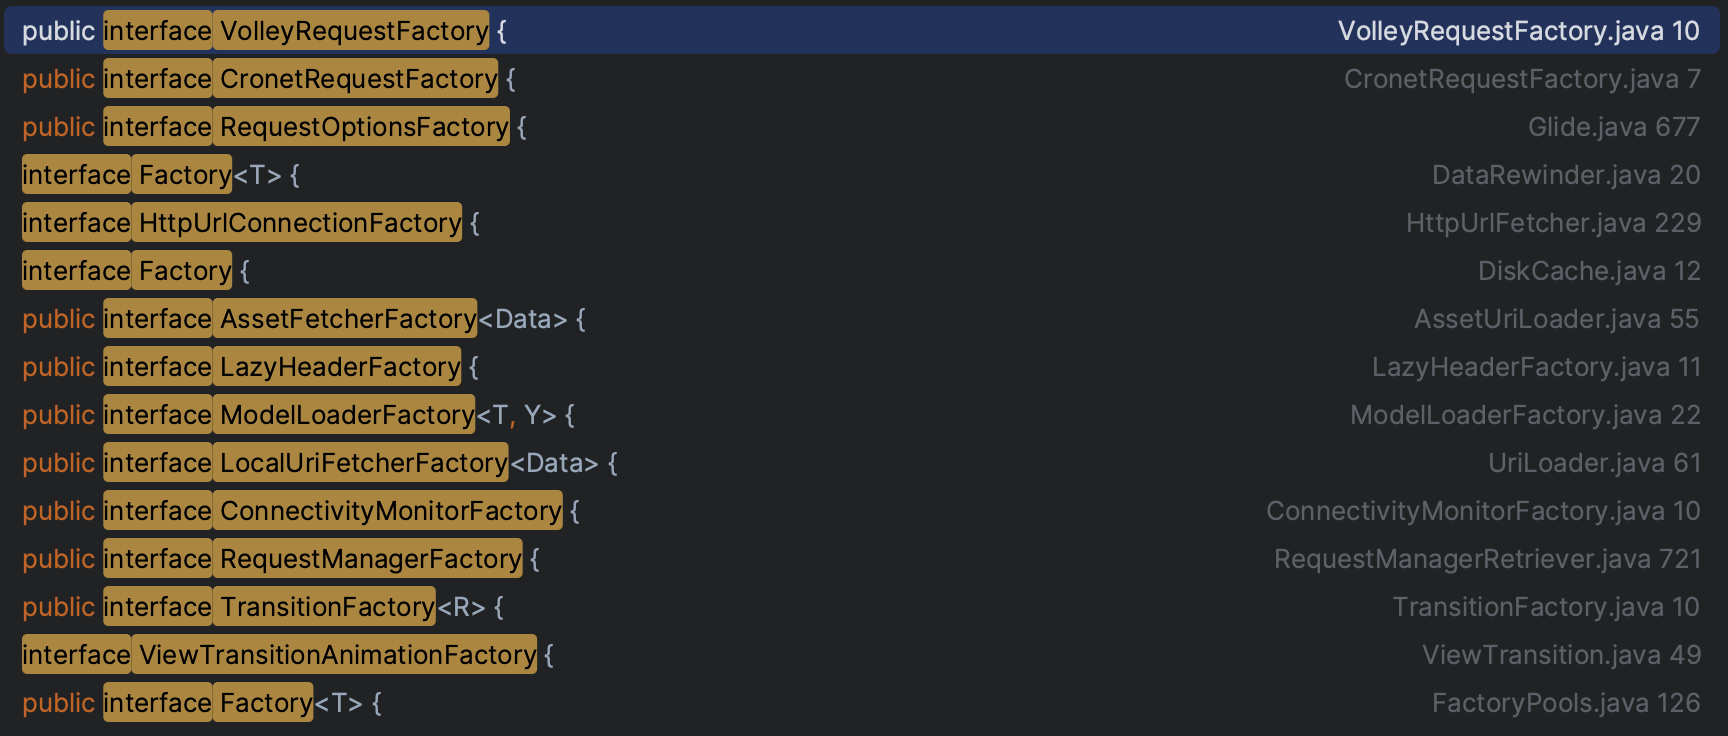 public interface VolleyRequestFactory { VolleyRequestFactory.java 10
public interface CronetRequestFactory { CronetRequestFactory.java 7
public interface RequestOptionsFactory { Glide.java 677
interface Factory<T> { DataRewinder.java 20
interface HttpUrlConnectionFactory { HttpUrlFetcher.java 229
interface Factory { DiskCache.java 12
public interface AssetFetcherFactory<Data> { AssetUriLoader.java 55
public interface LazyHeaderFactory { LazyHeaderFactory.java 11
public interface ModelLoaderFactory<T, Y> { ModelLoaderFactory.java 22
public interface LocalUriFetcherFactory<Data> { UriLoader.java 61
public interface ConnectivityMonitorFactory { ConnectivityMonitorFactory.java 10
public interface RequestManagerFactory { RequestManagerRetriever.java 721
public interface TransitionFactory<R> { TransitionFactory.java 10
interface ViewTransitionAnimationFactory { ViewTransition.java 49
public interface Factory<T> { FactoryPools.java 126